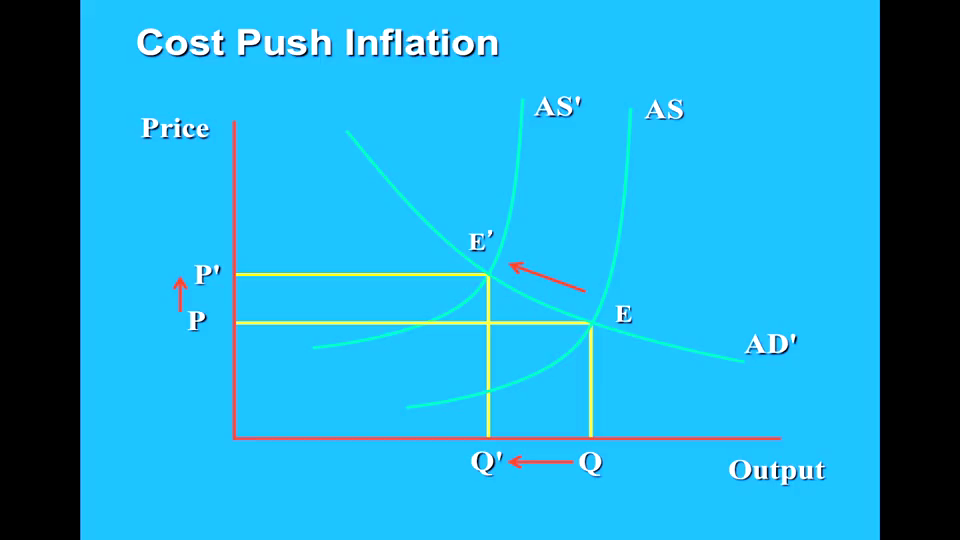 Cost Push Inflation
AS'
AS
Price
E’
P'
P
E
AD'
Q'
Q
Output